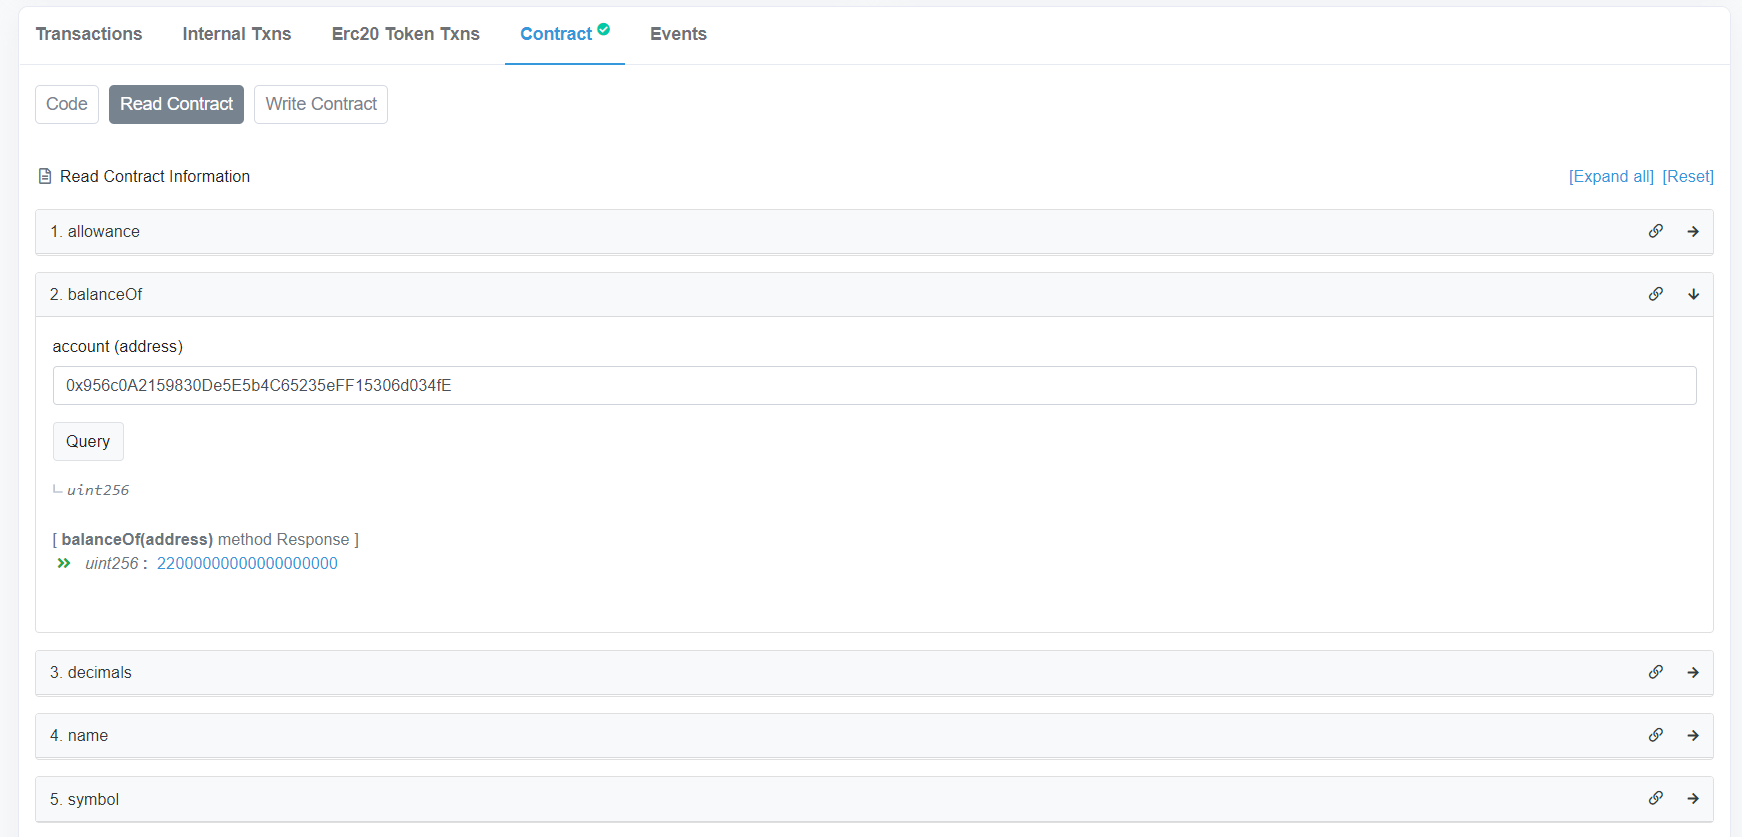 Transactions Internal Txns Erc20 Token Txns Contract Events
Code Read Contract Write Contract
Read Contract Information [Expand all] [Reset]
1. allowance
2. balanceOf
account (address)
0x956c0A2159830De5E5b4C65235eFF15306d034fE
Query
uint256
[ balanceOf(address) method Response ]
uint256 : 22000000000000000000
3. decimals
4. name
5. symbol